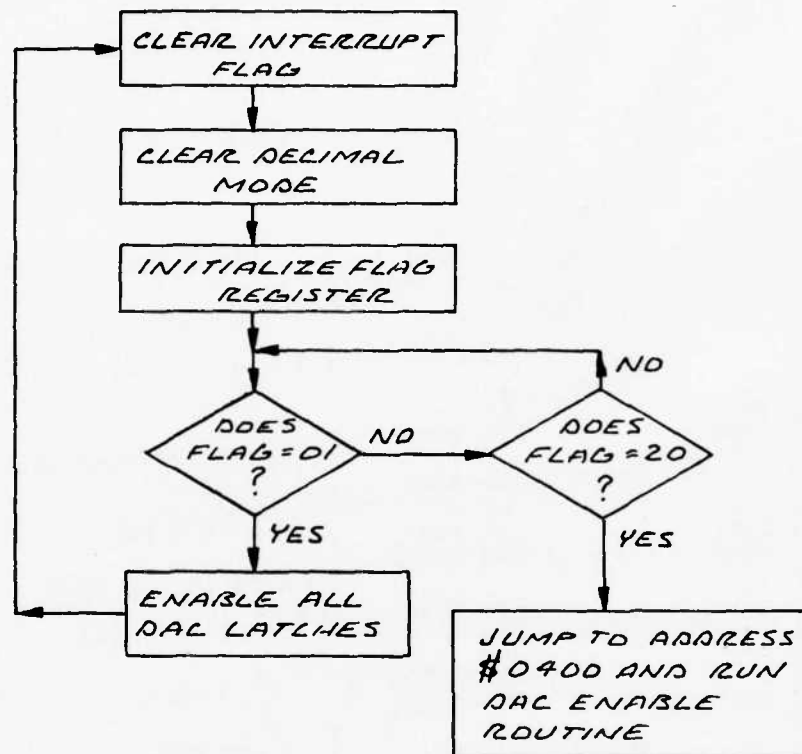 CLEAR INTERRUPT
FLAG
CLEAR DECIMAL
MODE
INITIALIZE FLAG
REGISTER
NO
DOES
FLAG=01
?
NO
DOES
FLAG=20
?
YES
YES
ENABLE ALL
DAC LATCHES
JUMP TO ADDRESS
$0400 AND RUN
DAC ENABLE
ROUTINE